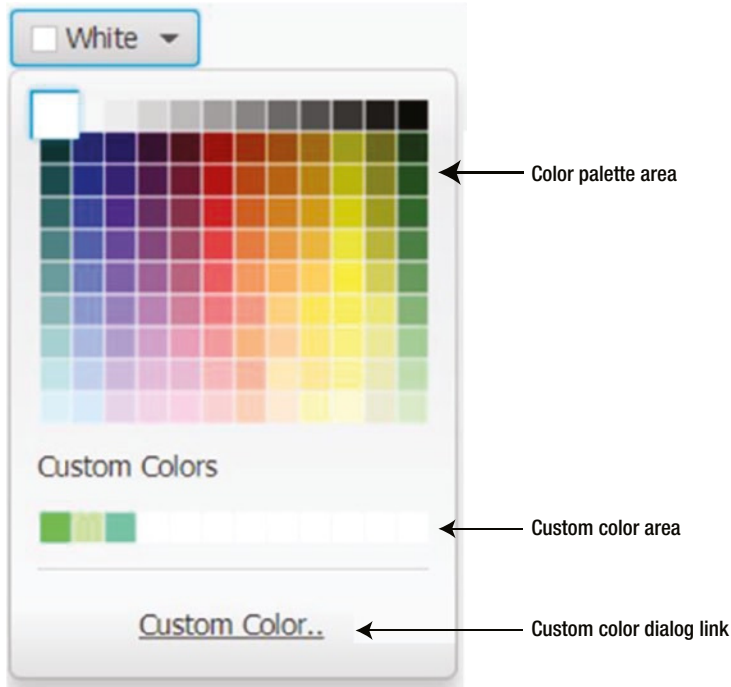 White
Color palette area
Custom Colors
Custom color area
Custom Color..
Custom color dialog link